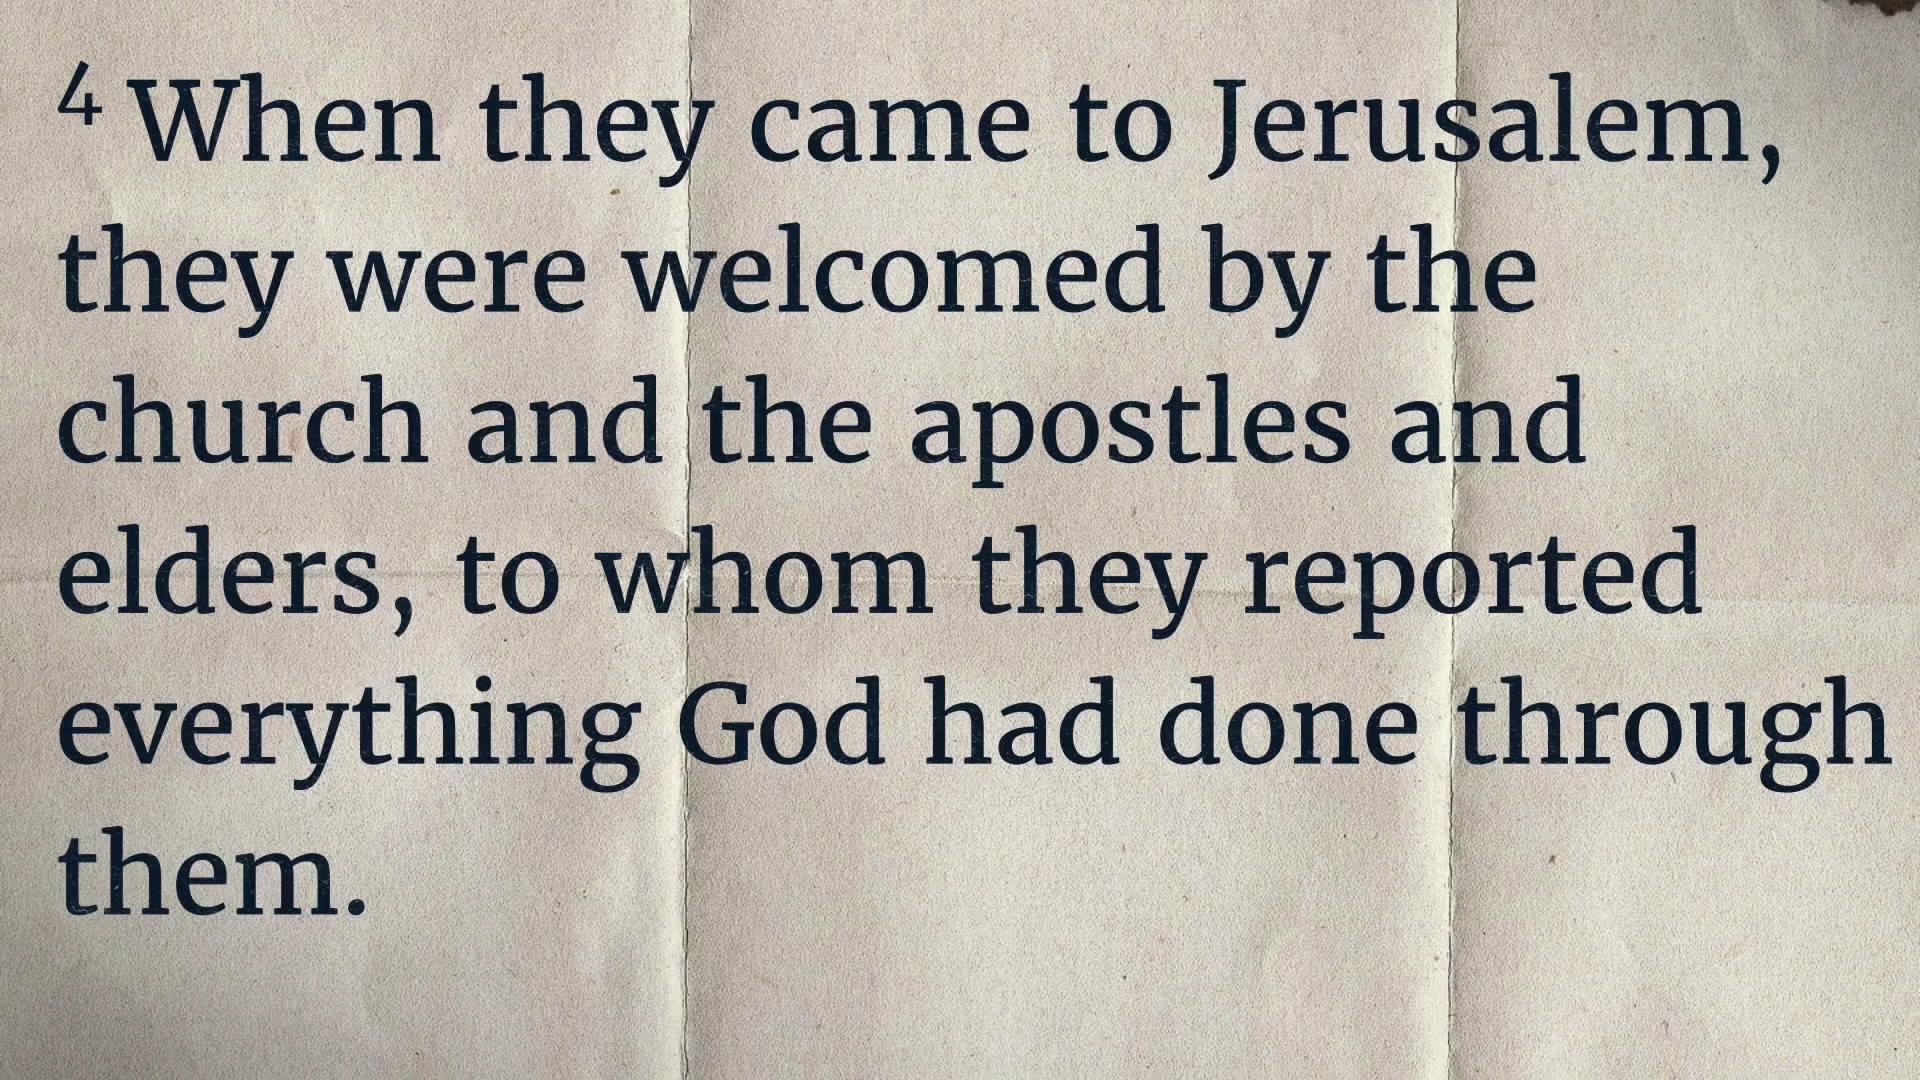 4 When they came to Jerusalem,
they were welcomed by the
church and the apostles and
elders, to whom they reported
everything God had done through
them.